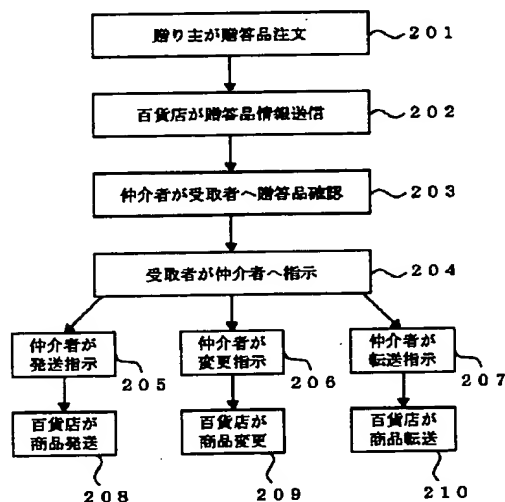 贈り主が贈答品注文
201
百貨店が贈答品情報送信
202
仲介者が受取者へ贈答品確認
203
受取者が仲介者へ指示
204
仲介者が
発送指示
205
仲介者が
変更指示
206
仲介者が
転送指示
207
百貨店が
商品発送
208
百貨店が
商品変更
209
百貨店が
商品転送
210